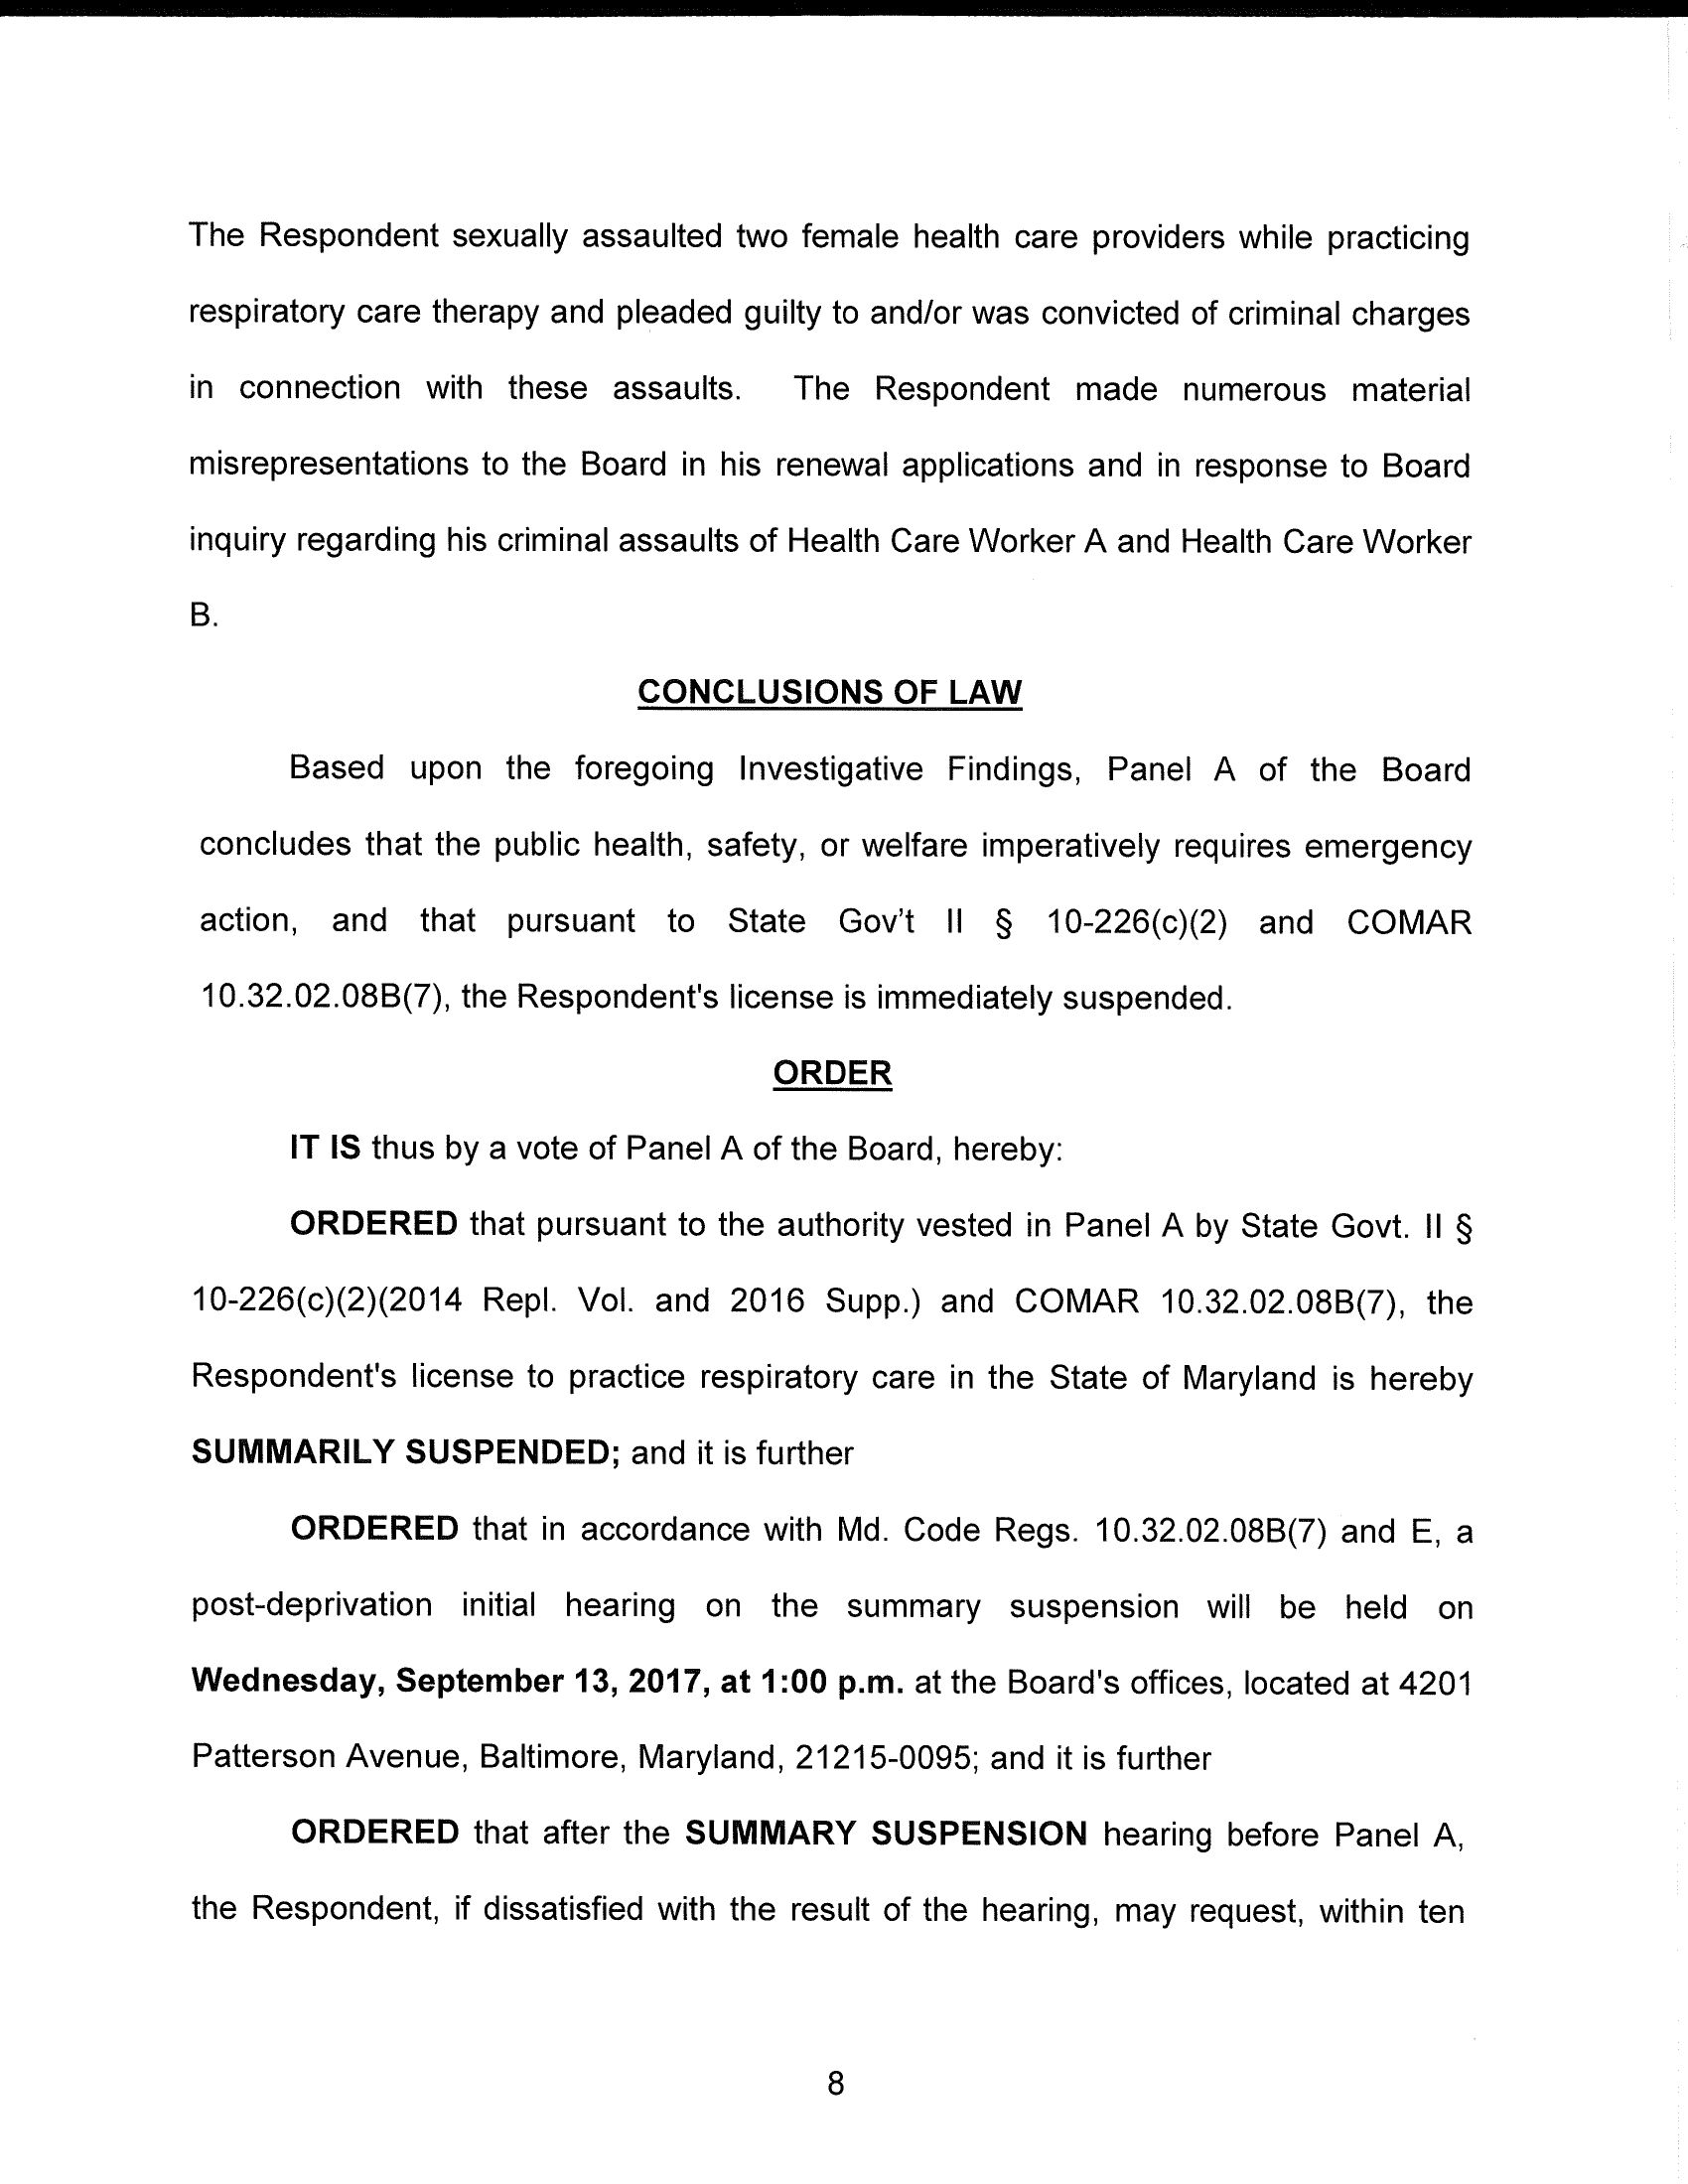 The Respondent sexually assaulted two female health care providers while practicing
respiratory care therapy and pleaded guilty to and/or was convicted of criminal charges
in connection with these assaults. The Respondent made numerous material
misrepresentations to the Board in his renewal applications and in response to Board
inquiry regarding his criminal assaults of Health Care Worker A and Health Care Worker
B.
CONCLUSIONS OF LAW
Based upon the foregoing Investigative Findings, Panel A of the Board
concludes that the public health, safety, or welfare imperatively requires emergency
action, and that pursuant to State Gov't II § 10-226(c)(2) and COMAR
10.32.02.08B(7), the Respondent's license is immediately suspended.
ORDER
IT IS thus by a vote of Panel A of the Board, hereby:
ORDERED that pursuant to the authority vested in Panel A by State Govt. II §
10-226(c)(2)(2014 Repl. Vol. and 2016 Supp.) and COMAR 10.32.02.08B(7), the
Respondent's license to practice respiratory care in the State of Maryland is hereby
SUMMARILY SUSPENDED; and it is further
ORDERED that in accordance with Md. Code Regs. 10.32.02.08B(7) and E, a
post-deprivation initial hearing on the summary suspension will be held on
Wednesday, September 13, 2017, at 1:00 p.m. at the Board's offices, located at 4201
Patterson Avenue, Baltimore, Maryland, 21215-0095; and it is further
ORDERED that after the SUMMARY SUSPENSION hearing before Panel A,
the Respondent, if dissatisfied with the result of the hearing, may request, within ten
8